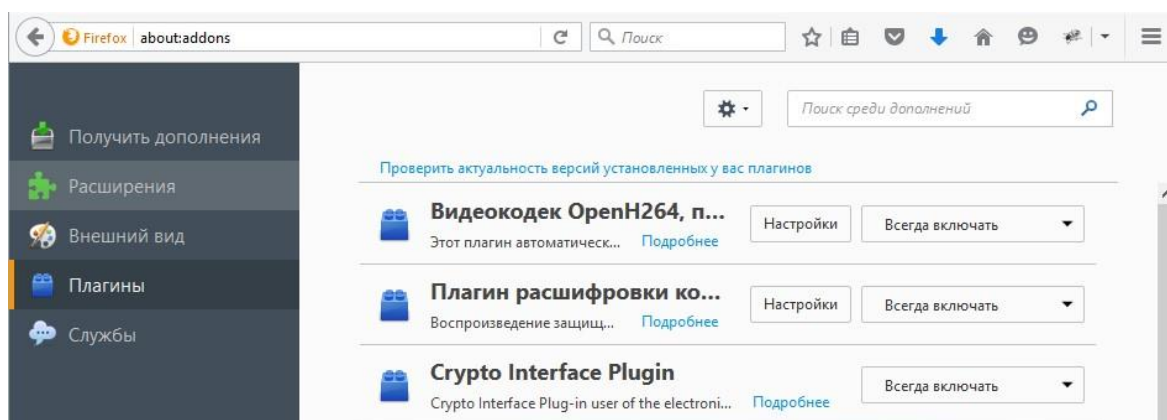 Firefox about:addons Поиск
Поиск среди дополнений
Получить дополнения
Расширения
Внешний вид
Плагины
Службы
Проверить актуальность версий установленных у вас плагинов
Видеокодек OpenH264, п...
Этот плагин автоматическ... Подробнее
Настройки Всегда включать
Плагин расшифровки ко...
Воспроизведение защищ... Подробнее
Настройки Всегда включать
Crypto Interface Plugin
Crypto Interface Plug-in user of the electroni... Подробнее
Всегда включать